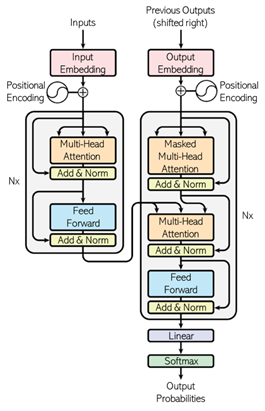 Inputs
Input
Embedding
Positional
Encoding
Nx
Multi-Head
Attention
Add & Norm
Feed
Forward
Add & Norm
Previous Outputs
(shifted right)
Output
Embedding
Positional
Encoding
Masked
Multi-Head
Attention
Add & Norm
Multi-Head
Attention
Add & Norm
Nx
Feed
Forward
Add & Norm
Linear
Softmax
Output
Probabilities